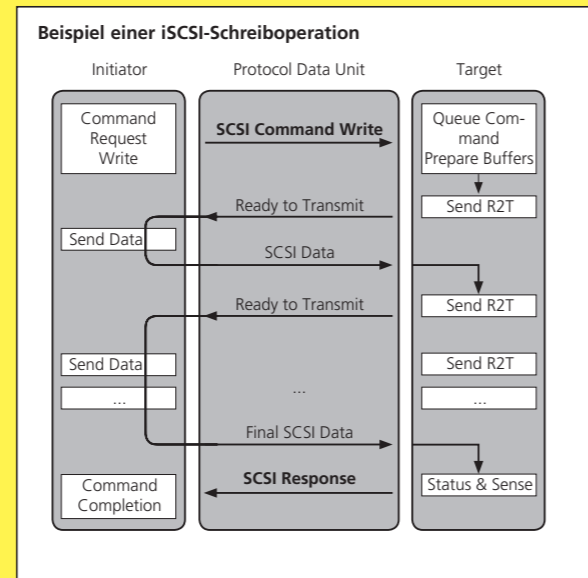 Beispiel einer iSCSI-Schreiboperation
Initiator
Protocol Data Unit
Target
Command
Request
Write
SCSI Command Write
Queue Com-
mand
Prepare Buffers
Ready to Transmit
Send R2T
Send Data
SCSI Data
Ready to Transmit
Send R2T
Send Data
Send R2T
...
...
...
Final SCSI Data
SCSI Response
Status & Sense
Command
Completion